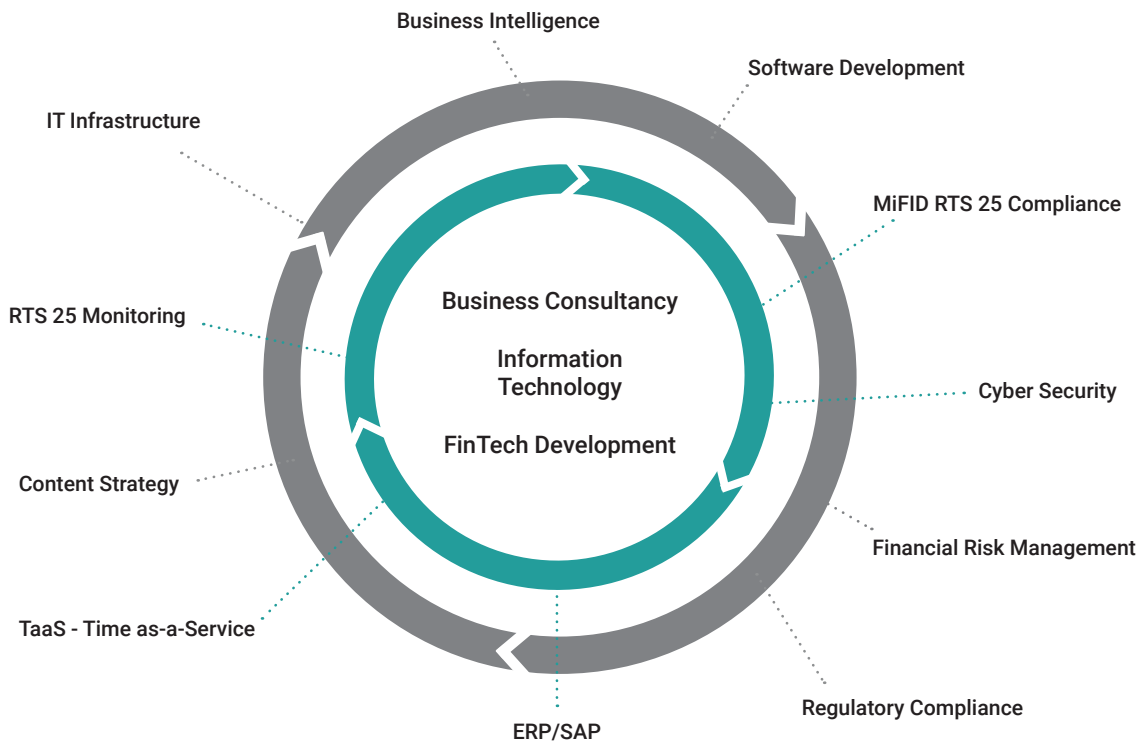 Business Intelligence
Software Development
IT Infrastructure
MiFID RTS 25 Compliance
Business Consultancy
RTS 25 Monitoring
Information
Technology
Cyber Security
FinTech Development
Content Strategy
Financial Risk Management
TaaS - Time as-a-Service
Regulatory Compliance
ERP/SAP